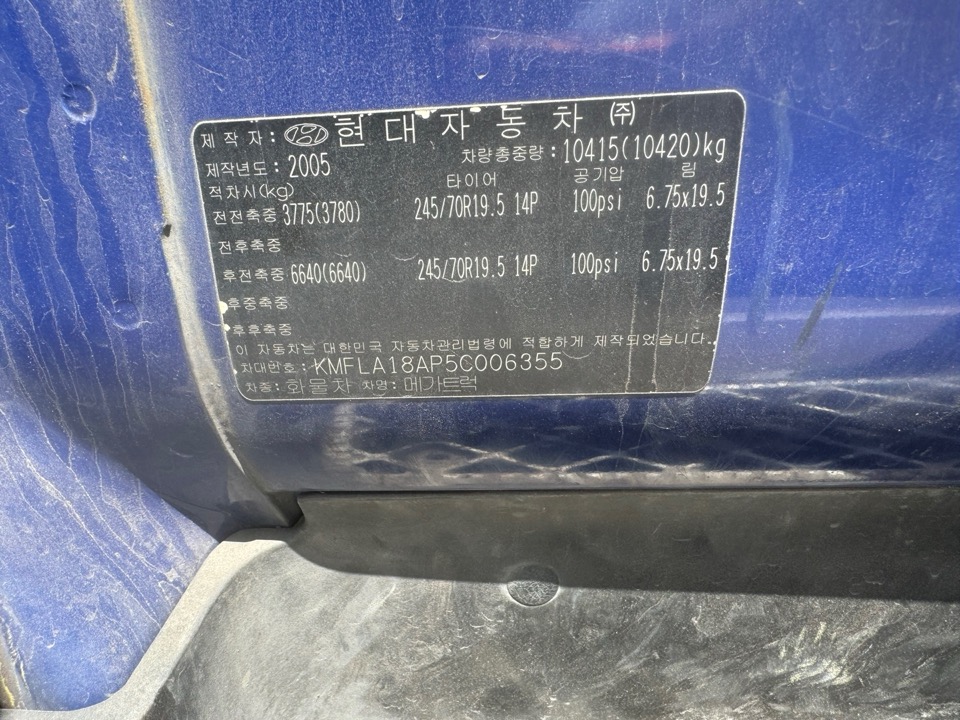 제작자: 현대자동차 ㈜
제작년도: 2005 차량총중량: 10415(10420)kg
적차시(kg) 타이어 공기압 림
전전축중 3775(3780) 245/70R19.5 14P 100psi 6.75x19.5
전후축중
후전축중 6640(6640) 245/70R19.5 14P 100psi 6.75x19.5
후중축중
후후축중
이 자동차는 대한민국 자동차관리법령에 적합하게 제작되었습니다.
차대번호: KMFLA18AP5C006355
차종: 화물차 차명: 메가트럭